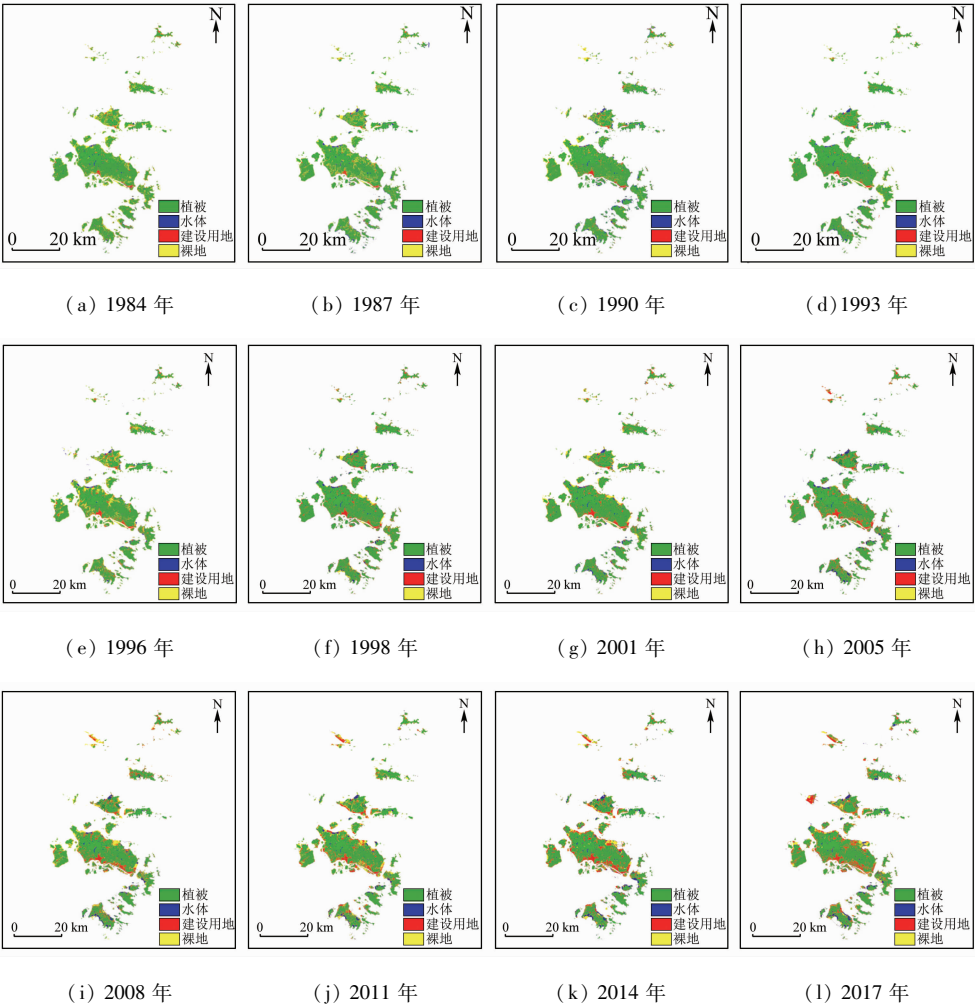 N
植被
水体
建设用地
裸地
0 20 km
(a) 1984 年
N
植被
水体
建设用地
裸地
0 20 km
(b) 1987 年
N
植被
水体
建设用地
裸地
0 20 km
(c) 1990 年
N
植被
水体
建设用地
裸地
0 20 km
(d)1993 年
N
植被
水体
建设用地
裸地
0 20 km
(e) 1996 年
N
植被
水体
建设用地
裸地
0 20 km
(f) 1998 年
N
植被
水体
建设用地
裸地
0 20 km
(g) 2001 年
N
植被
水体
建设用地
裸地
0 20 km
(h) 2005 年
N
植被
水体
建设用地
裸地
0 20 km
(i) 2008 年
N
植被
水体
建设用地
裸地
0 20 km
(j) 2011 年
N
植被
水体
建设用地
裸地
0 20 km
(k) 2014 年
N
植被
水体
建设用地
裸地
0 20 km
(l) 2017 年